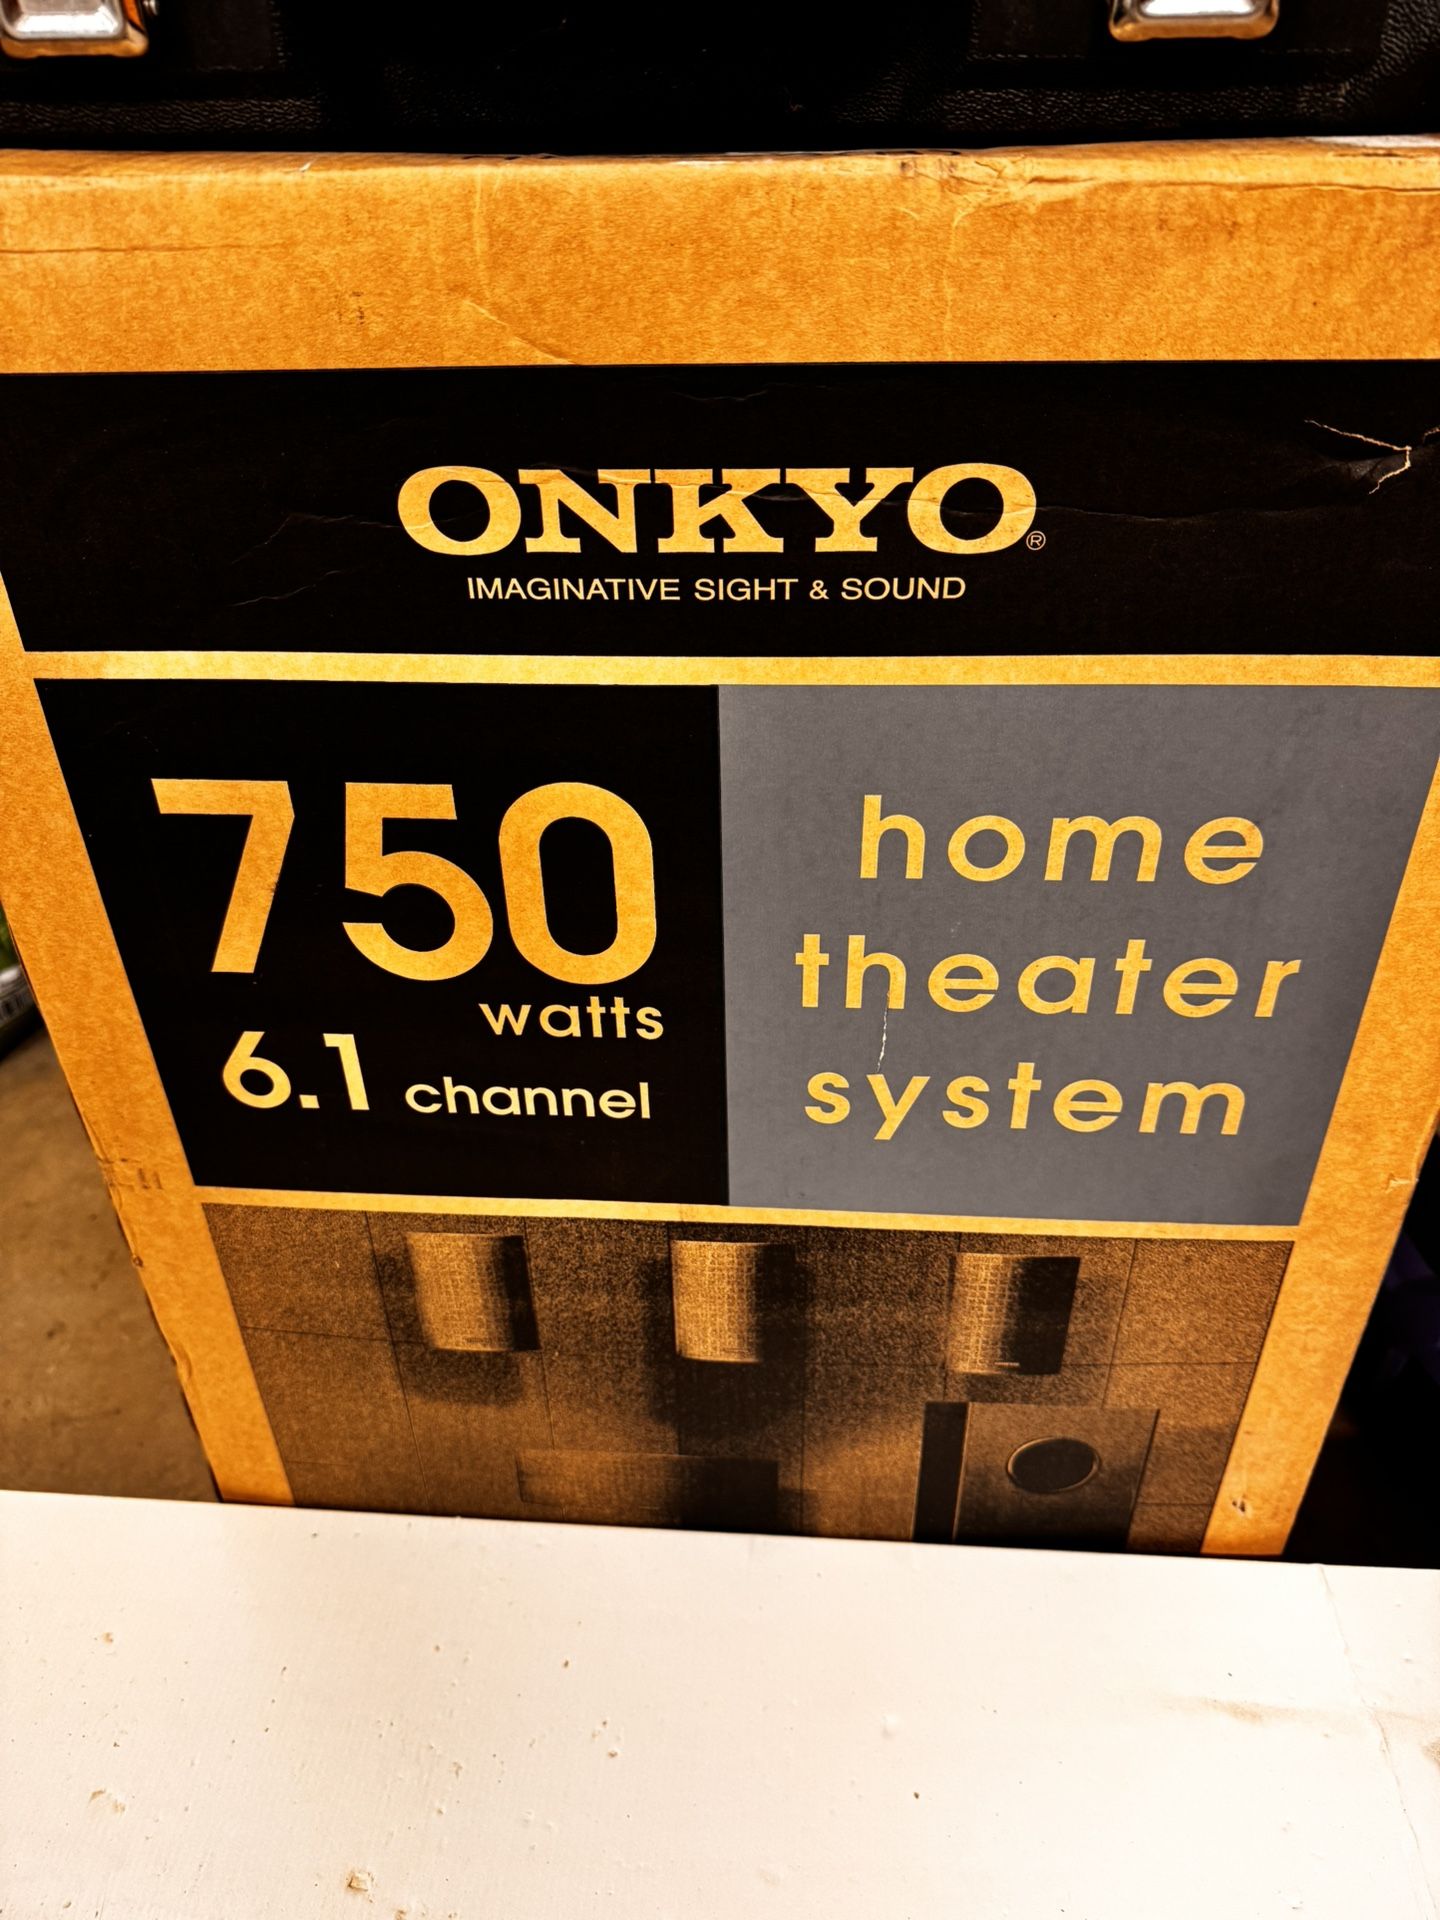 ONKYO®
IMAGINATIVE SIGHT & SOUND
750
watts
6.1 channel
home
theater
system